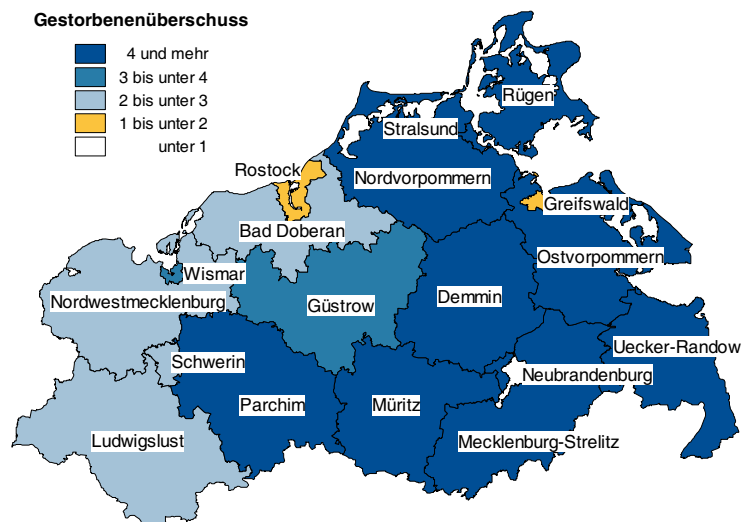 Gestorbenenüberschuss
4 und mehr
3 bis unter 4
2 bis unter 3
1 bis unter 2
unter 1
Rügen
Stralsund
Rostock
Nordvorpommern
Greifswald
Bad Doberan
Ostvorpommern
Wismar
Nordwestmecklenburg
Güstrow
Demmin
Uecker-Randow
Schwerin
Neubrandenburg
Parchim
Müritz
Ludwigslust
Mecklenburg-Strelitz